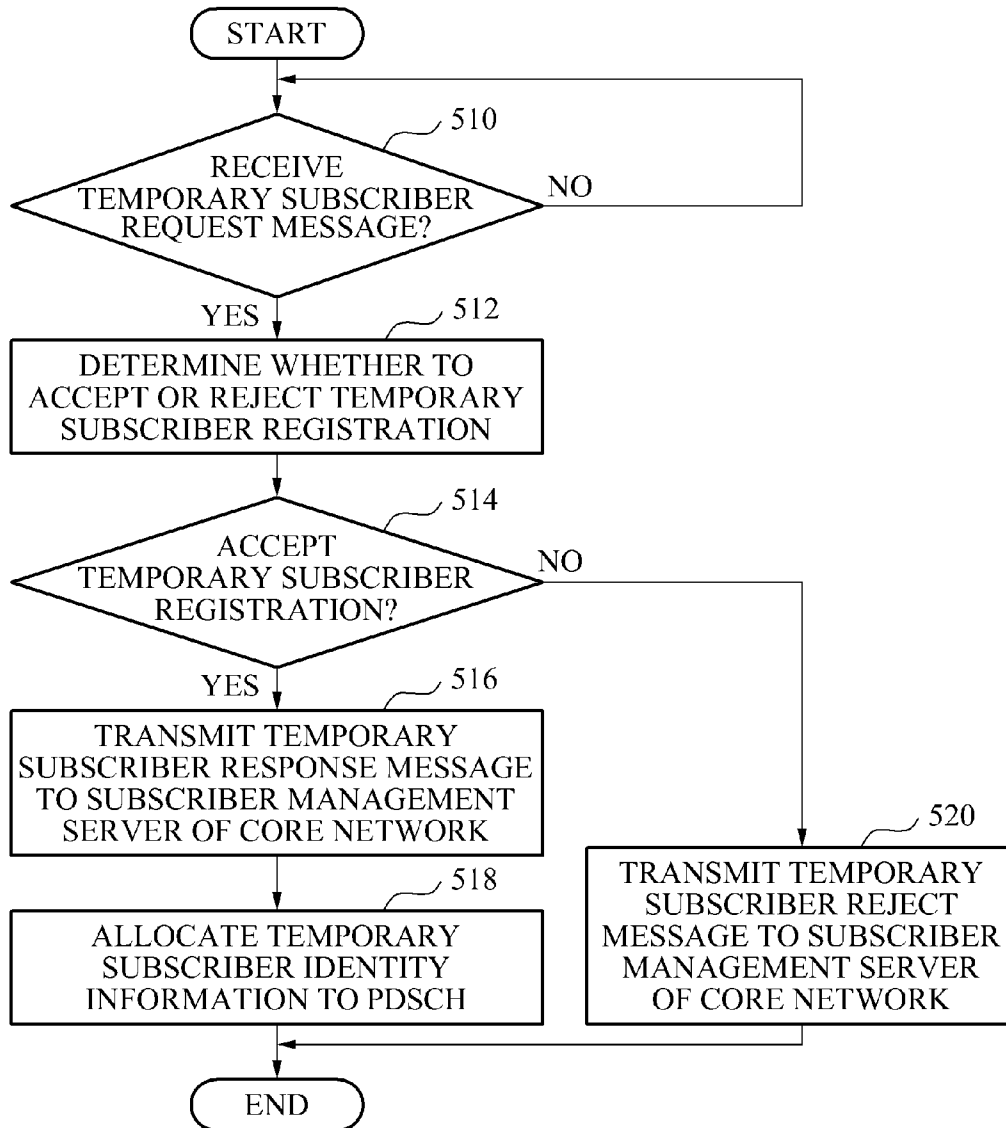 START
510
RECEIVE
TEMPORARY SUBSCRIBER
REQUEST MESSAGE?
NO
YES
512
DETERMINE WHETHER TO
ACCEPT OR REJECT TEMPORARY
SUBSCRIBER REGISTRATION
514
ACCEPT
TEMPORARY SUBSCRIBER
REGISTRATION?
NO
YES
516
TRANSMIT TEMPORARY
SUBSCRIBER RESPONSE MESSAGE
TO SUBSCRIBER MANAGEMENT
SERVER OF CORE NETWORK
518
ALLOCATE TEMPORARY
SUBSCRIBER IDENTITY
INFORMATION TO PDSCH
520
TRANSMIT TEMPORARY
SUBSCRIBER REJECT
MESSAGE TO SUBSCRIBER
MANAGEMENT SERVER
OF CORE NETWORK
END